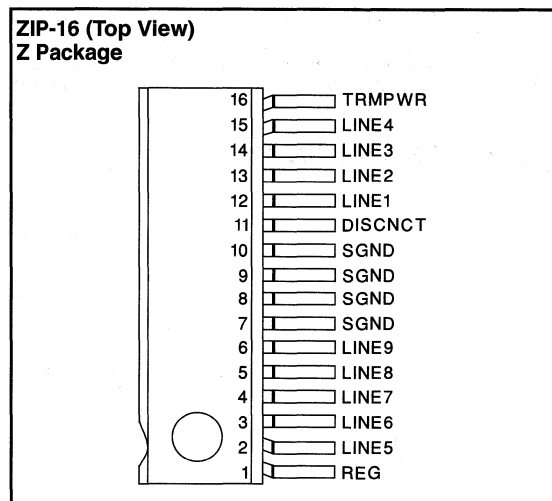 ZIP-16 (Top View)
Z Package
16 TRMPWR
15 LINE4
14 LINE3
13 LINE2
12 LINE1
11 DISCNCT
10 SGND
9 SGND
8 SGND
7 SGND
6 LINE9
5 LINE8
4 LINE7
3 LINE6
2 LINE5
1 REG